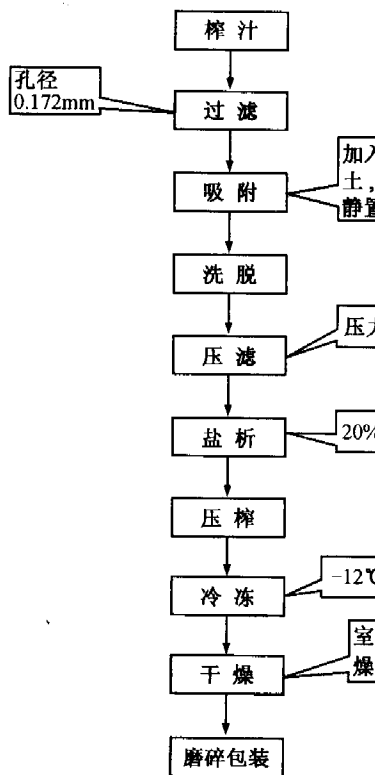 榨汁
孔径
0.172mm
过滤
加入
土，
静置
吸附
洗脱
压滤
压力
盐析
20%
压榨
冷冻
-12℃
室
干燥
燥
磨碎包装